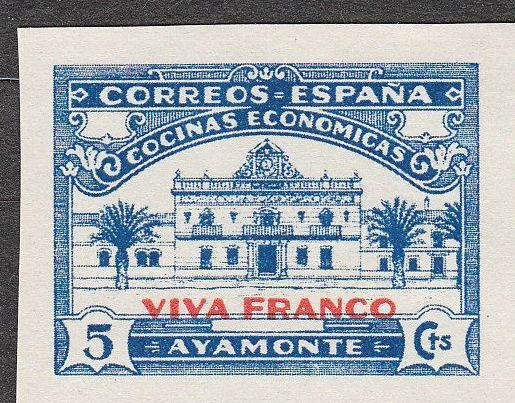 CORREOS=ESPAÑA
COCINAS ECONOMICAS
VIVA FRANCO
5 Cts
=AYAMONTE=